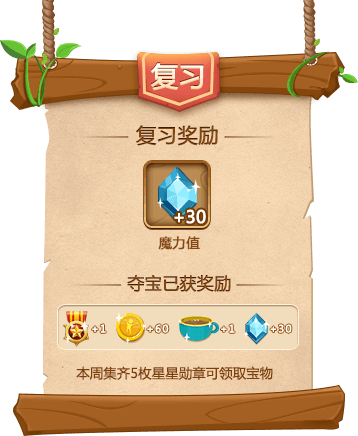 复习
复习奖励
+30
魔力值
夺宝已获奖励
+1 +60 +1 +30
本周集齐5枚星星勋章可领取宝物